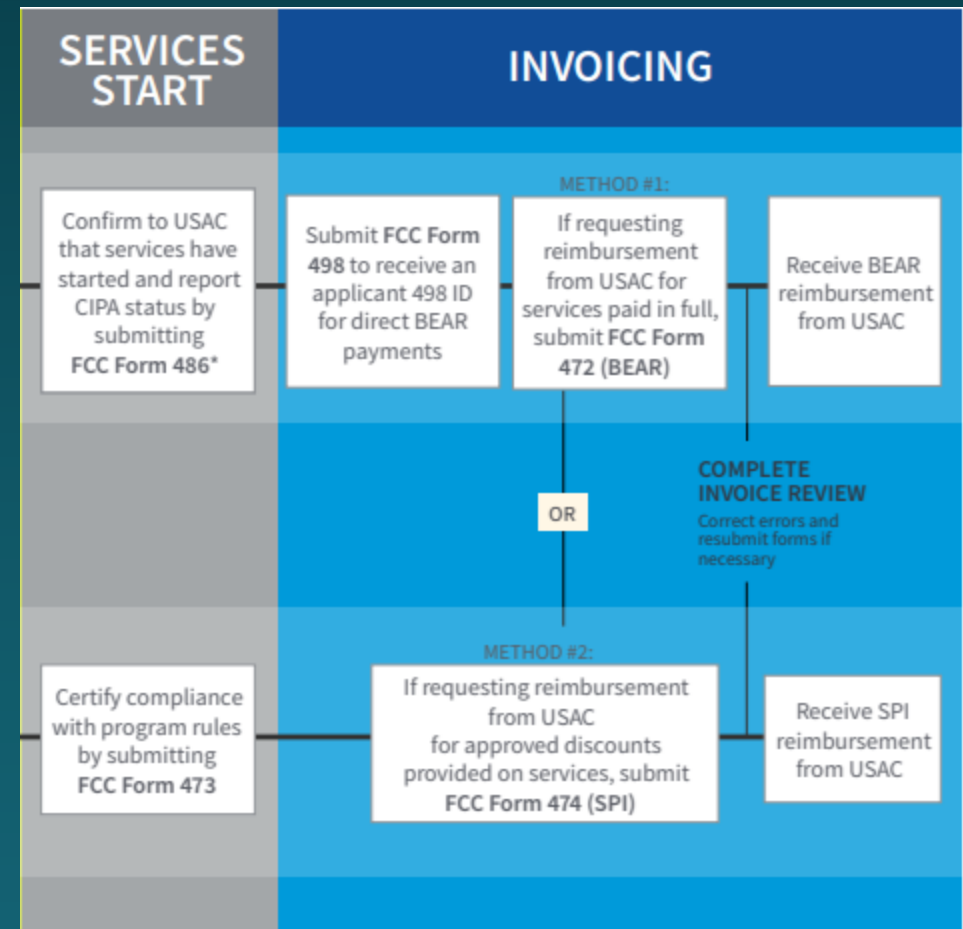 SERVICES
START
INVOICING
Confirm to USAC
that services have
started and report
CIPA status by
submitting
FCC Form 486*
Submit FCC Form
498 to receive an
applicant 498 ID
for direct BEAR
payments
METHOD #1:
If requesting
reimbursement
from USAC for
services paid in full,
submit FCC Form
472 (BEAR)
Receive BEAR
reimbursement
from USAC
OR
COMPLETE
INVOICE REVIEW
Correct errors and
resubmit forms if
necessary
Certify compliance
with program rules
by submitting
FCC Form 473
METHOD #2:
If requesting reimbursement
from USAC
for approved discounts
provided on services, submit
FCC Form 474 (SPI)
Receive SPI
reimbursement
from USAC